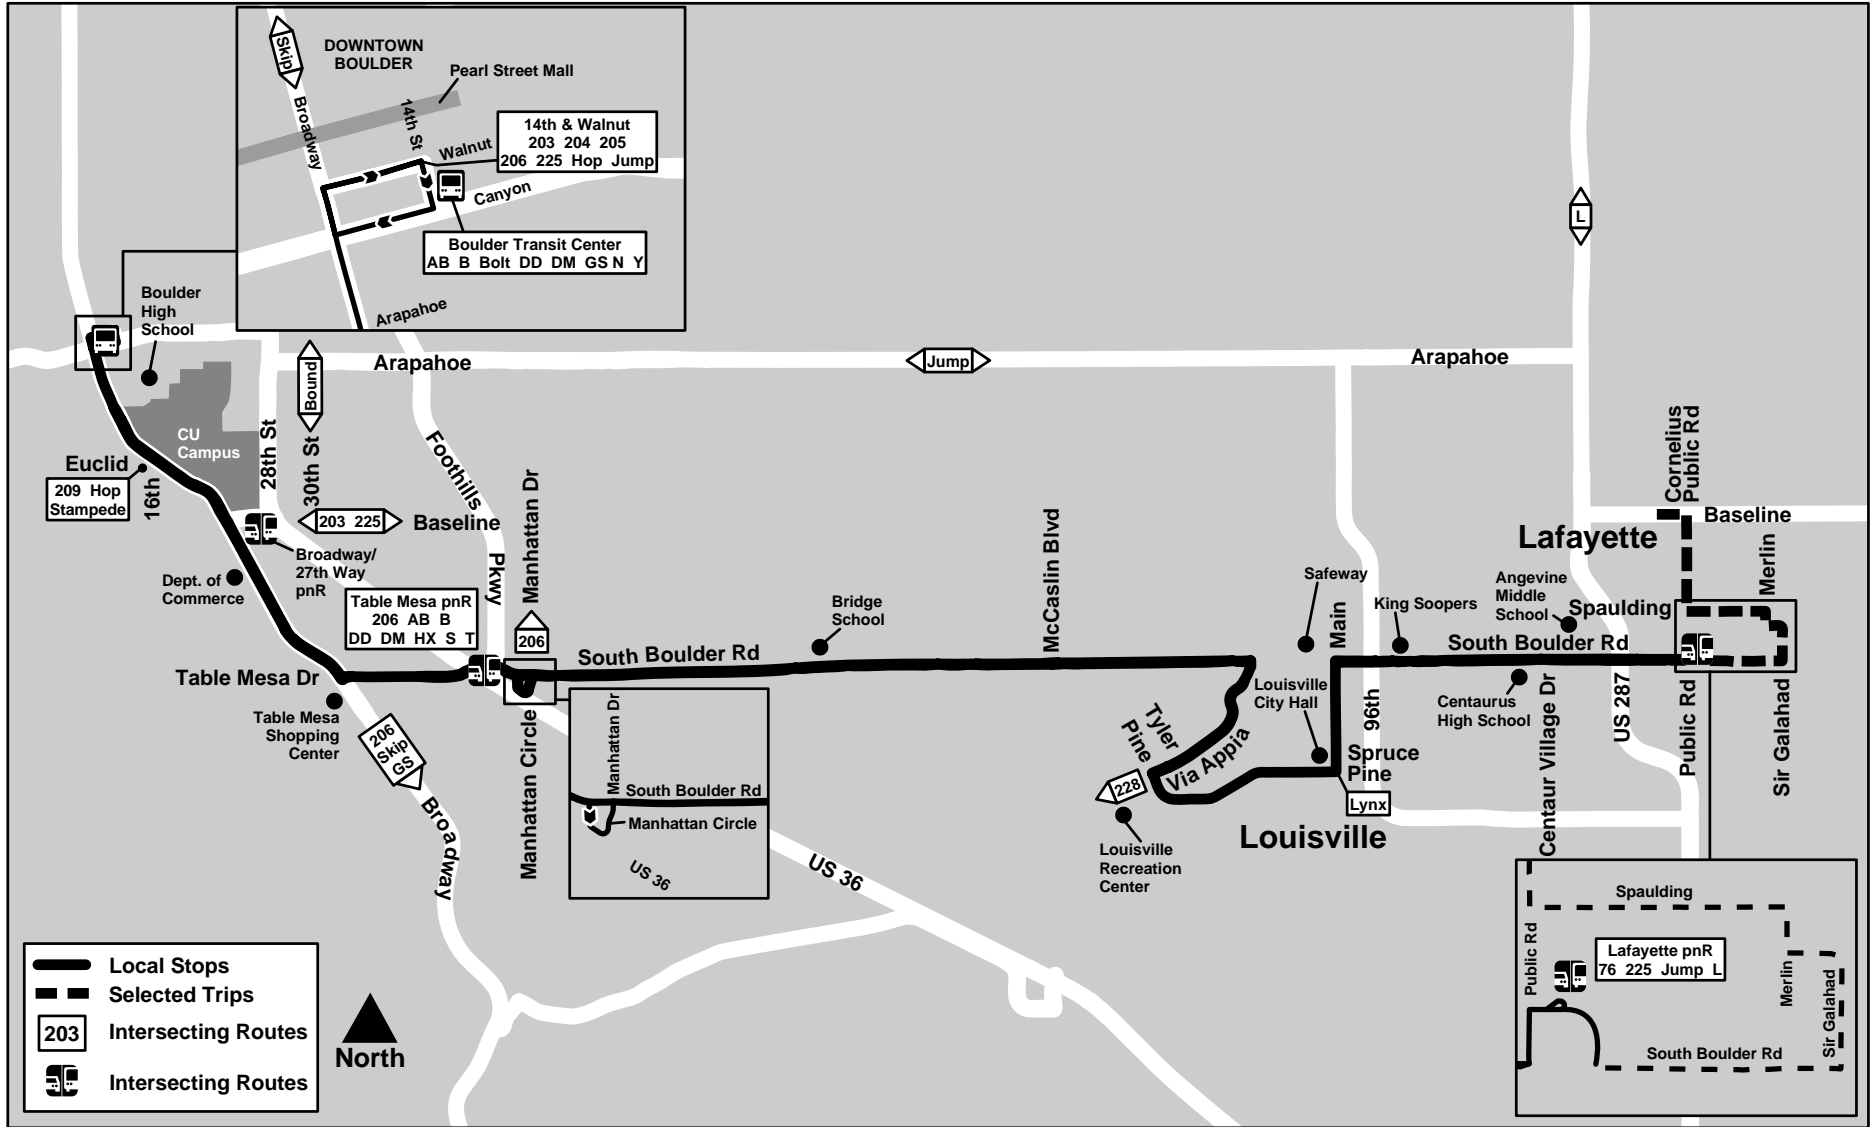 Skip
DOWNTOWN
BOULDER
Pearl Street Mall
Broadway
14th St
Walnut
14th & Walnut
203 204 205
206 225 Hop Jump
Canyon
Boulder Transit Center
AB B Bolt DD DM GS N Y
Arapahoe
L
Boulder
High
School
Bound
Arapahoe
Jump
Arapahoe
CU
Campus
28th St
30th St
Foothills
Pkwy
Euclid
209 Hop
Stampede
16th
203 225
Baseline
Broadway/
27th Way
pnR
Dept. of
Commerce
Table Mesa pnR
206 AB B
DD DM HX S T
Manhattan Dr
206
Table Mesa Dr
Table Mesa
Shopping
Center
206
Skip
GS
Broadway
Manhattan Circle
South Boulder Rd
Bridge
School
McCaslin Blvd
Manhattan Dr
South Boulder Rd
Manhattan Circle
US 36
US 36
Tyler
Pine
Via Appia
228
Louisville
Recreation
Center
Safeway
Main
Louisville
City Hall
96th
Spruce
Pine
Lynx
Louisville
King Soopers
South Boulder Rd
Centaurus
High School
Angevine
Middle
School
Spaulding
Lafayette
Cornelius
Public Rd
Baseline
Merlin
Centaur Village Dr
US 287
Public Rd
Sir Galahad
Spaulding
Public Rd
Lafayette pnR
76 225 Jump L
Merlin
Sir Galahad
South Boulder Rd
Local Stops
Selected Trips
203 Intersecting Routes
Intersecting Routes
North